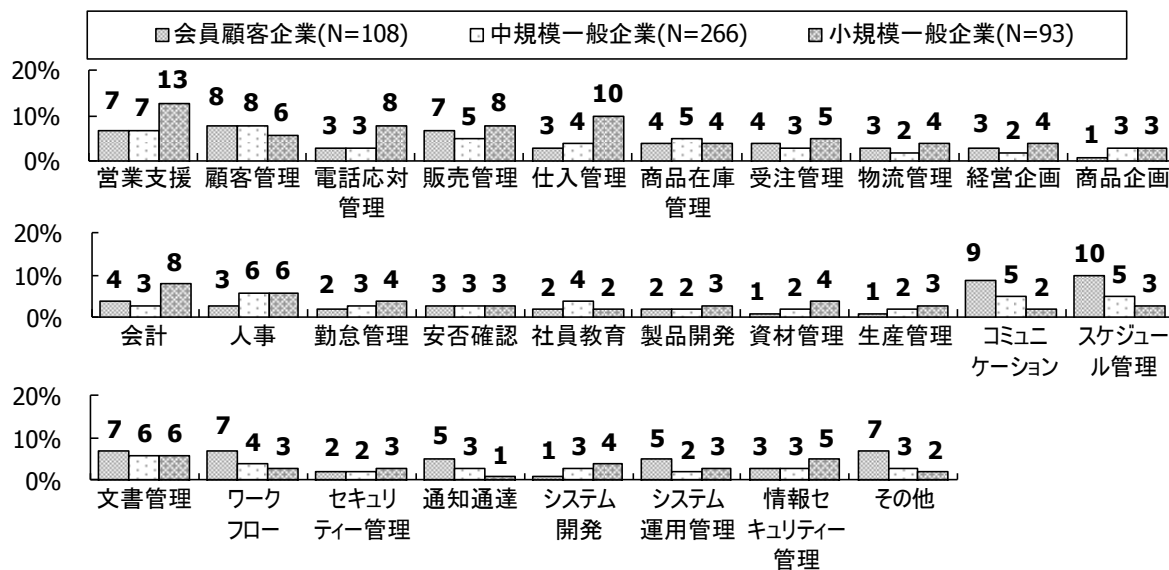 会員顧客企業(N=108) 中規模一般企業(N=266) 小規模一般企業(N=93)
20%
10%
0%
7 7 13 8 8 6 3 3 8 7 5 8 3 4 10 4 5 4 4 3 5 3 2 4 3 2 4 1 3 3
営業支援 顧客管理 電話応対 販売管理 仕入管理 商品在庫 受注管理 物流管理 経営企画 商品企画
管理 管理
20%
10%
0%
4 3 8 3 6 6 2 3 4 3 3 3 2 4 2 2 2 3 1 2 4 1 2 3 9 5 2 10 5 3
会計 人事 勤怠管理 安否確認 社員教育 製品開発 資材管理 生産管理 コミュニ スケジュー
ケーション ル管理
20%
10%
0%
7 6 6 7 4 3 2 2 3 5 3 1 1 3 4 5 2 3 3 3 5 7 3 2
文書管理 ワーク セキュリ 通知通達 システム システム 情報セ その他
フロー ティー管理 開発 運用管理 キュリティー
管理